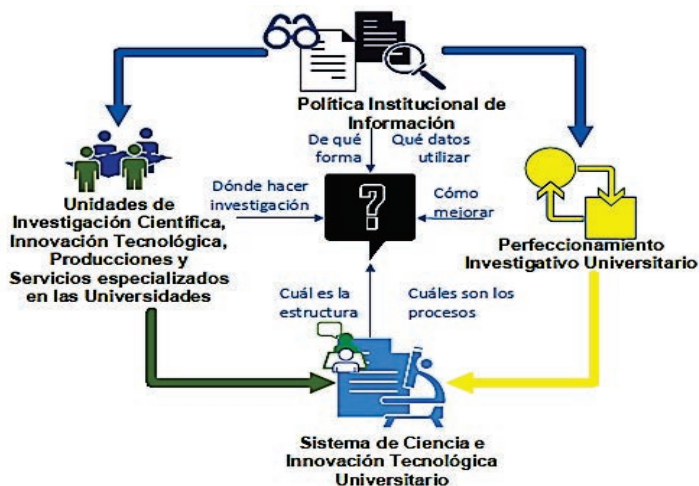 Política Institucional de
Información
De qué
forma
Qué datos
utilizar
Dónde hacer
investigación
?
Cómo
mejorar
Unidades de
Investigación Científica,
Innovación Tecnológica,
Producciones y
Servicios especializados
en las Universidades
Perfeccionamiento
Investigativo Universitario
Cuál es la
estructura
Cuáles son los
procesos
Sistema de Ciencia e
Innovación Tecnológica
Universitario